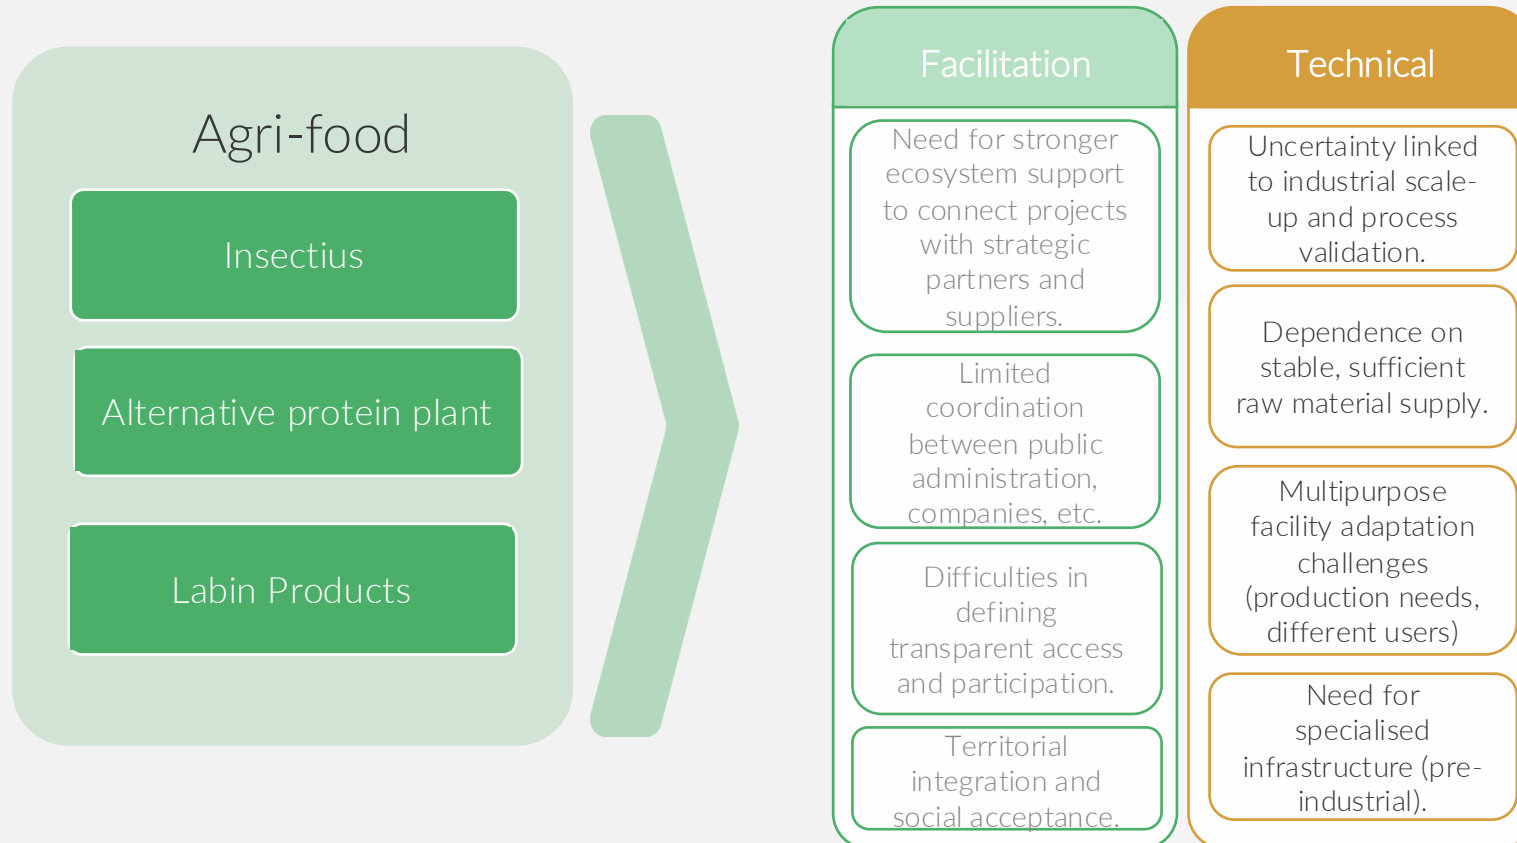 Agri-food
Insectius
Alternative protein plant
Labin Products
Facilitation
Need for stronger
ecosystem support
to connect projects
with strategic
partners and
suppliers.
Limited
coordination
between public
administration,
companies, etc.
Difficulties in
defining
transparent access
and participation.
Territorial
integration and
social acceptance.
Technical
Uncertainty linked
to industrial scale-
up and process
validation.
Dependence on
stable, sufficient
raw material supply.
Multipurpose
facility adaptation
challenges
(production needs,
different users)
Need for
specialised
infrastructure (pre-
industrial).